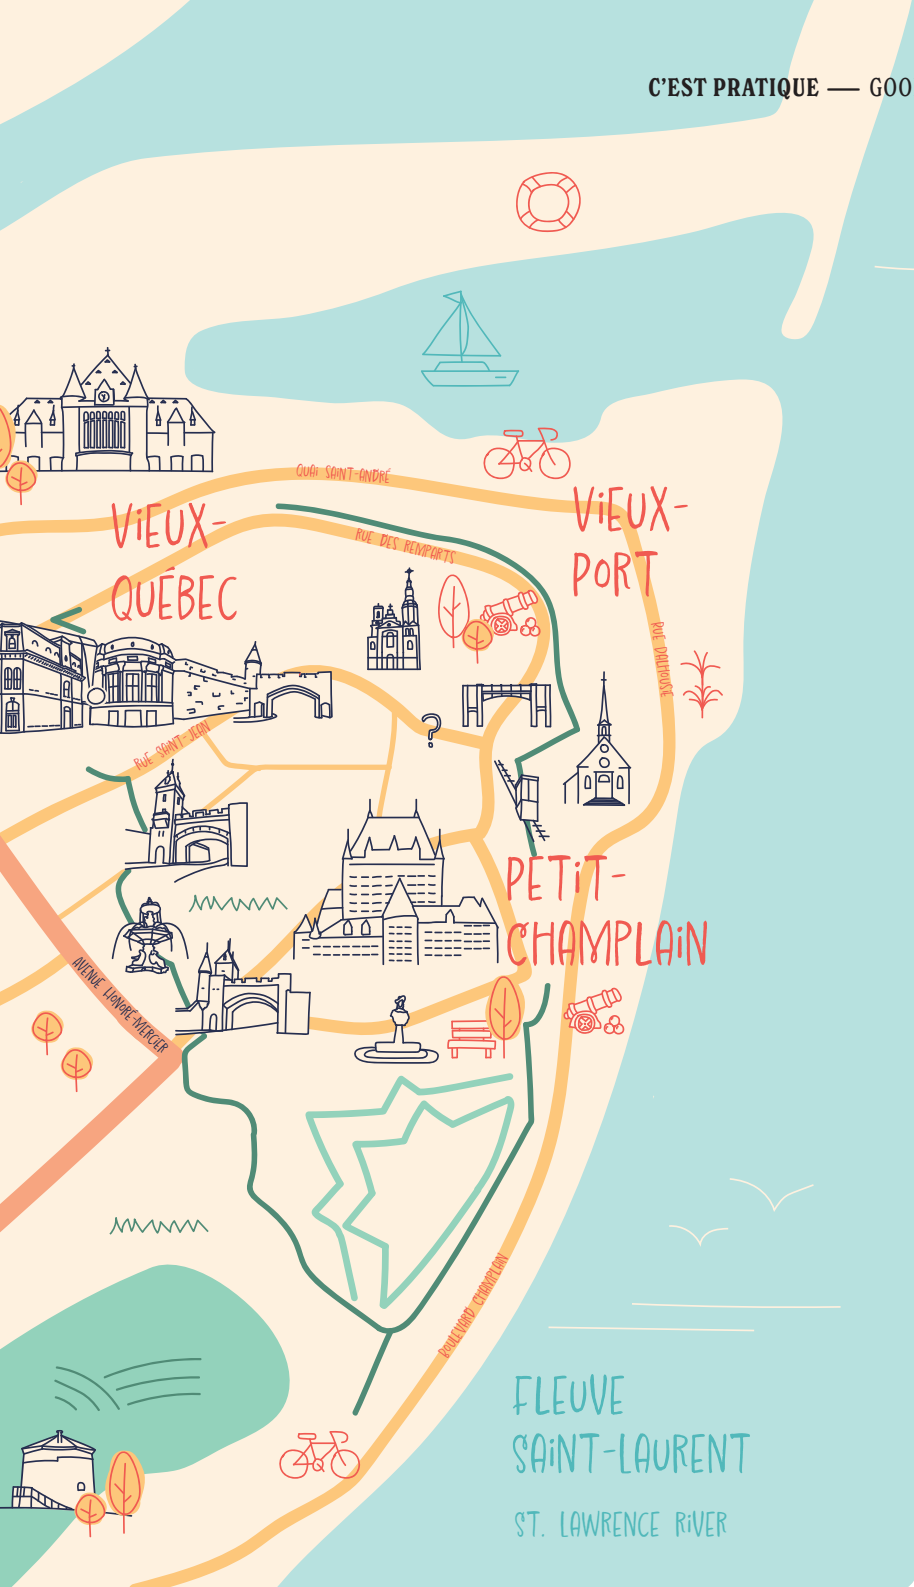 C'EST PRATIQUE — GOO
QUAI SAINT-ANDRÉ
VIEUX-
QUÉBEC
RUE DES REMPARTS
VIEUX-
PORT
RUE DALHOUSIE
RUE SAINT-JEAN
?
PETIT-
CHAMPLAIN
AVENUE HONORÉ-MERCIER
BOULEVARD CHAMPLAIN
FLEUVE
SAINT-LAURENT
ST. LAWRENCE RIVER